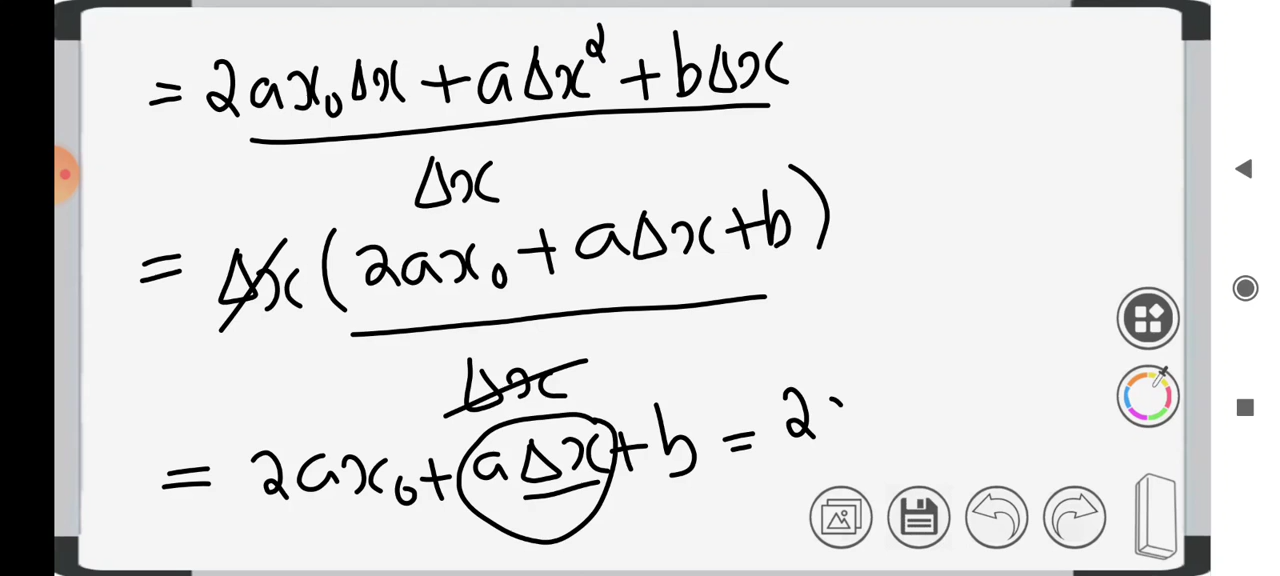 = 2ax₀Δx + aΔx² + bΔx
Δx
= Δx ( 2ax₀ + aΔx + b )
Δx
= 2ax₀ + aΔx + b = 2